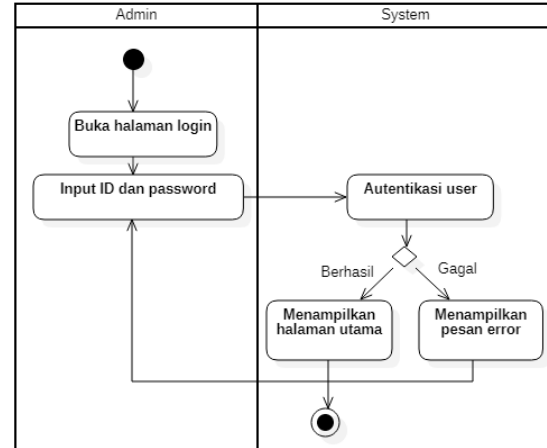 Admin
System
Buka halaman login
Input ID dan password
Autentikasi user
Berhasil
Gagal
Menampilkan
halaman utama
Menampilkan
pesan error